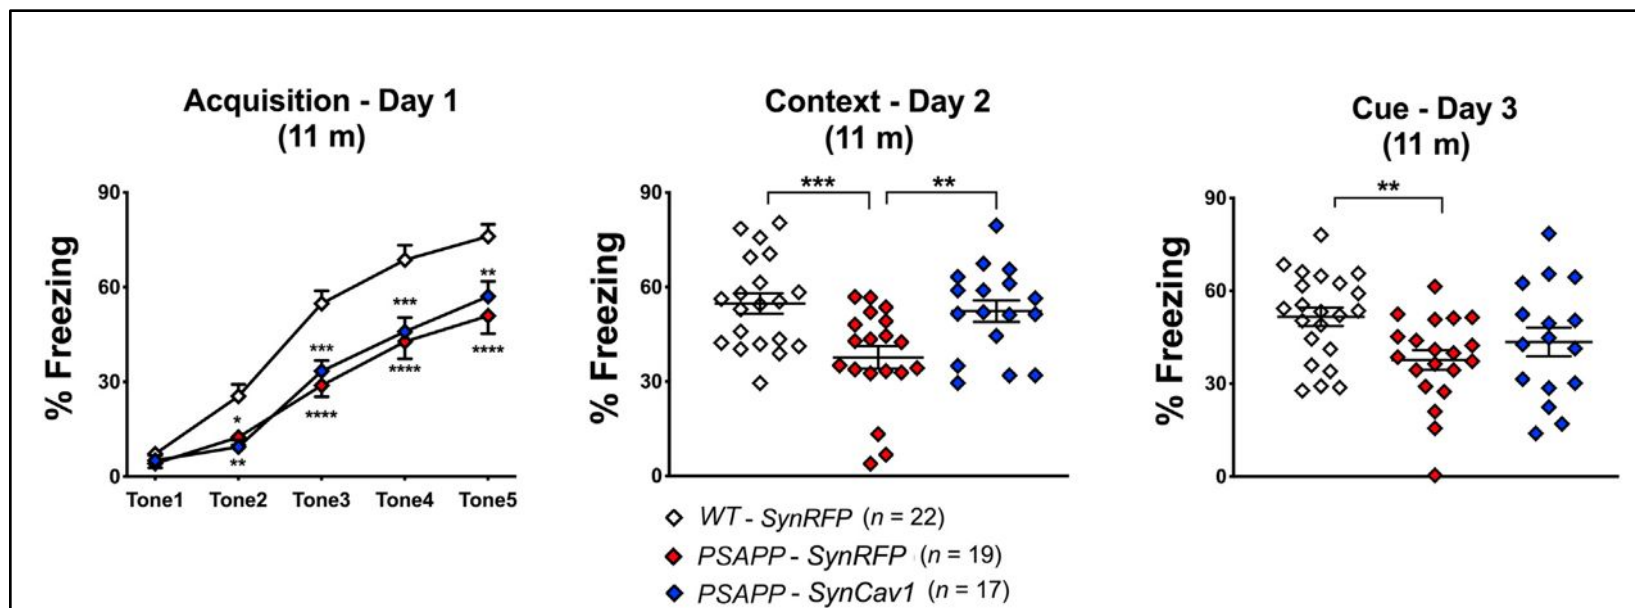 Acquisition - Day 1
(11 m)
% Freezing
90
60
30
0
*
**
***
****
***
****
**
****
Tone1 Tone2 Tone3 Tone4 Tone5
Context - Day 2
(11 m)
% Freezing
90
60
30
0
*** **
Cue - Day 3
(11 m)
% Freezing
90
60
30
0
**
WT - SynRFP (n = 22)
PSAPP - SynRFP (n = 19)
PSAPP - SynCav1 (n = 17)